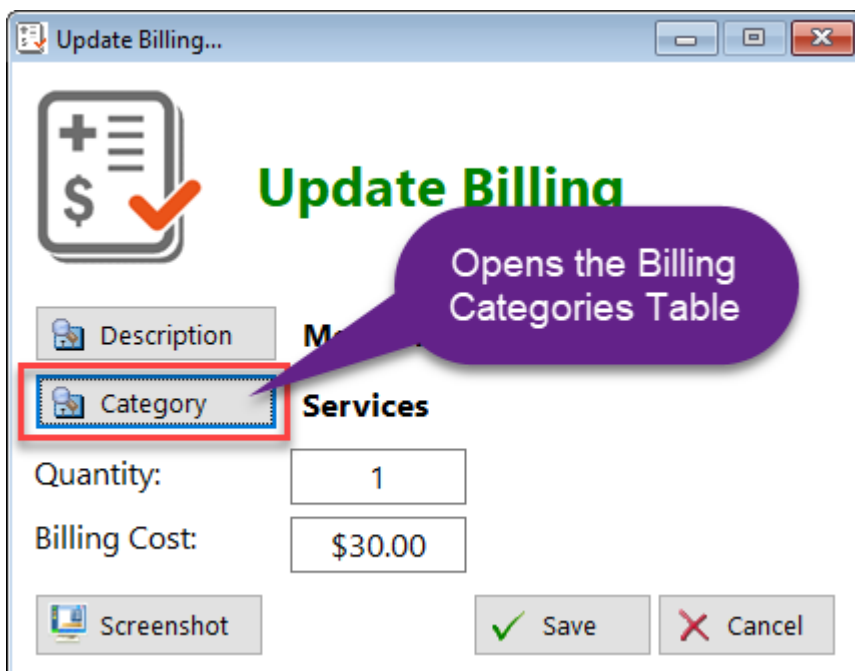 Update Billing...
$
Update Billing
Opens the Billing
Categories Table
Description
Category
Services
Quantity:
1
Billing Cost:
$30.00
Screenshot
Save
Cancel